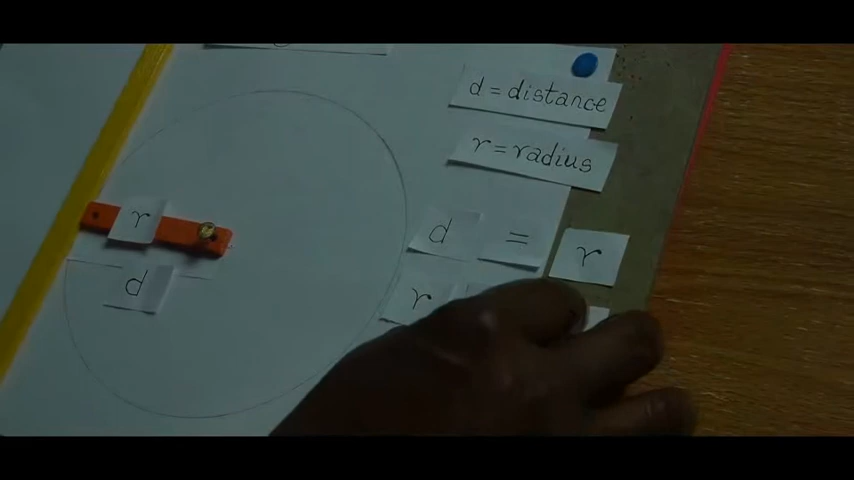 d = distance
r = radius
r
d = r
d
r